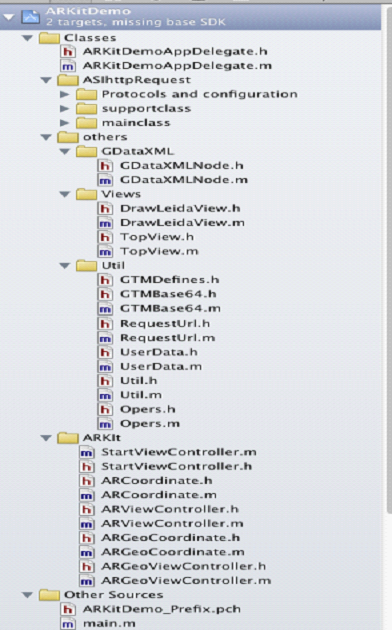 ARKitDemo
2 targets, missing base SDK
Classes
ARKitDemoAppDelegate.h
ARKitDemoAppDelegate.m
ASIhttpRequest
Protocols and configuration
supportclass
mainclass
others
GDataXML
GDataXMLNode.h
GDataXMLNode.m
Views
DrawLeidaView.h
DrawLeidaView.m
TopView.h
TopView.m
Util
GTMDefines.h
GTMBase64.h
GTMBase64.m
RequestUrl.h
RequestUrl.m
UserData.h
UserData.m
Util.h
Util.m
Opers.h
Opers.m
ARKit
StartViewController.m
StartViewController.h
ARCoordinate.h
ARCoordinate.m
ARViewController.h
ARViewController.m
ARGeoCoordinate.h
ARGeoCoordinate.m
ARGeoViewController.h
ARGeoViewController.m
Other Sources
ARKitDemo_Prefix.pch
main.m